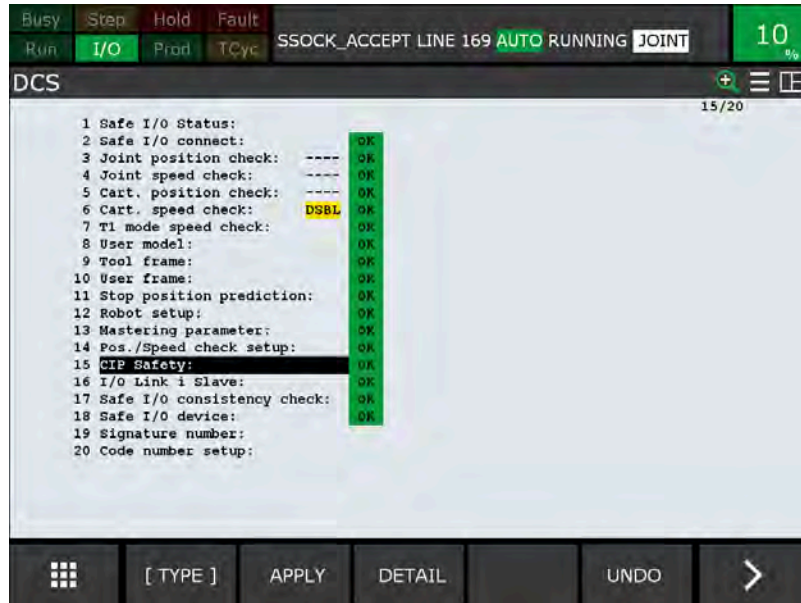 Busy Step Hold Fault
Run I/O Prod TCyc
SSOCK_ACCEPT LINE 169 AUTO RUNNING JOINT
10 %
DCS
15/20
1 Safe I/O Status:
2 Safe I/O connect: OK
3 Joint position check: ---- OK
4 Joint speed check: ---- OK
5 Cart. position check: ---- OK
6 Cart. speed check: DSBL OK
7 T1 mode speed check: OK
8 User model: OK
9 Tool frame: OK
10 User frame: OK
11 Stop position prediction: OK
12 Robot setup: OK
13 Mastering parameter: OK
14 Pos./Speed check setup: OK
15 CIP Safety: OK
16 I/O Link i Slave: OK
17 Safe I/O consistency check: OK
18 Safe I/O device: OK
19 Signature number:
20 Code number setup:
[ TYPE ] APPLY DETAIL UNDO >